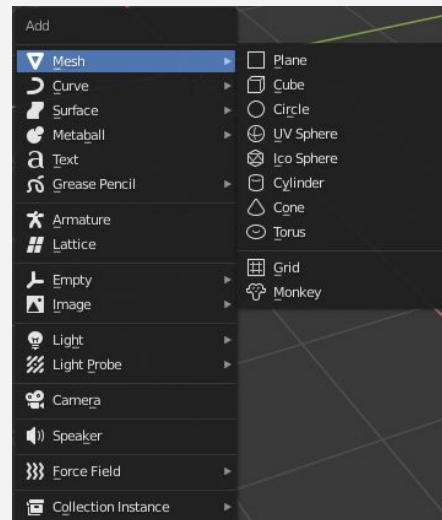 Add
Mesh
Curve
Surface
Metaball
Text
Grease Pencil
Armature
Lattice
Empty
Image
Light
Light Probe
Camera
Speaker
Force Field
Collection Instance
Plane
Cube
Circle
UV Sphere
Ico Sphere
Cylinder
Cone
Torus
Grid
Monkey